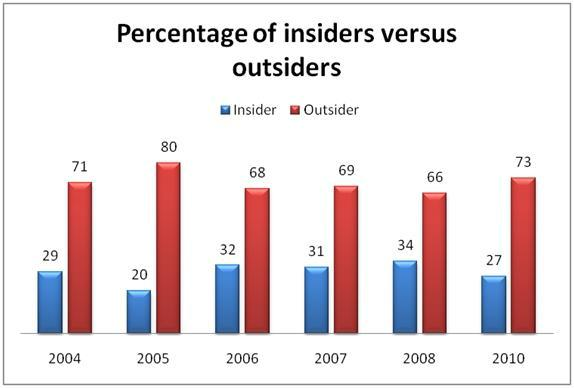 Percentage of insiders versus
outsiders
Insider Outsider
71 80 68 69 66 73
29 20 32 31 34 27
2004 2005 2006 2007 2008 2010